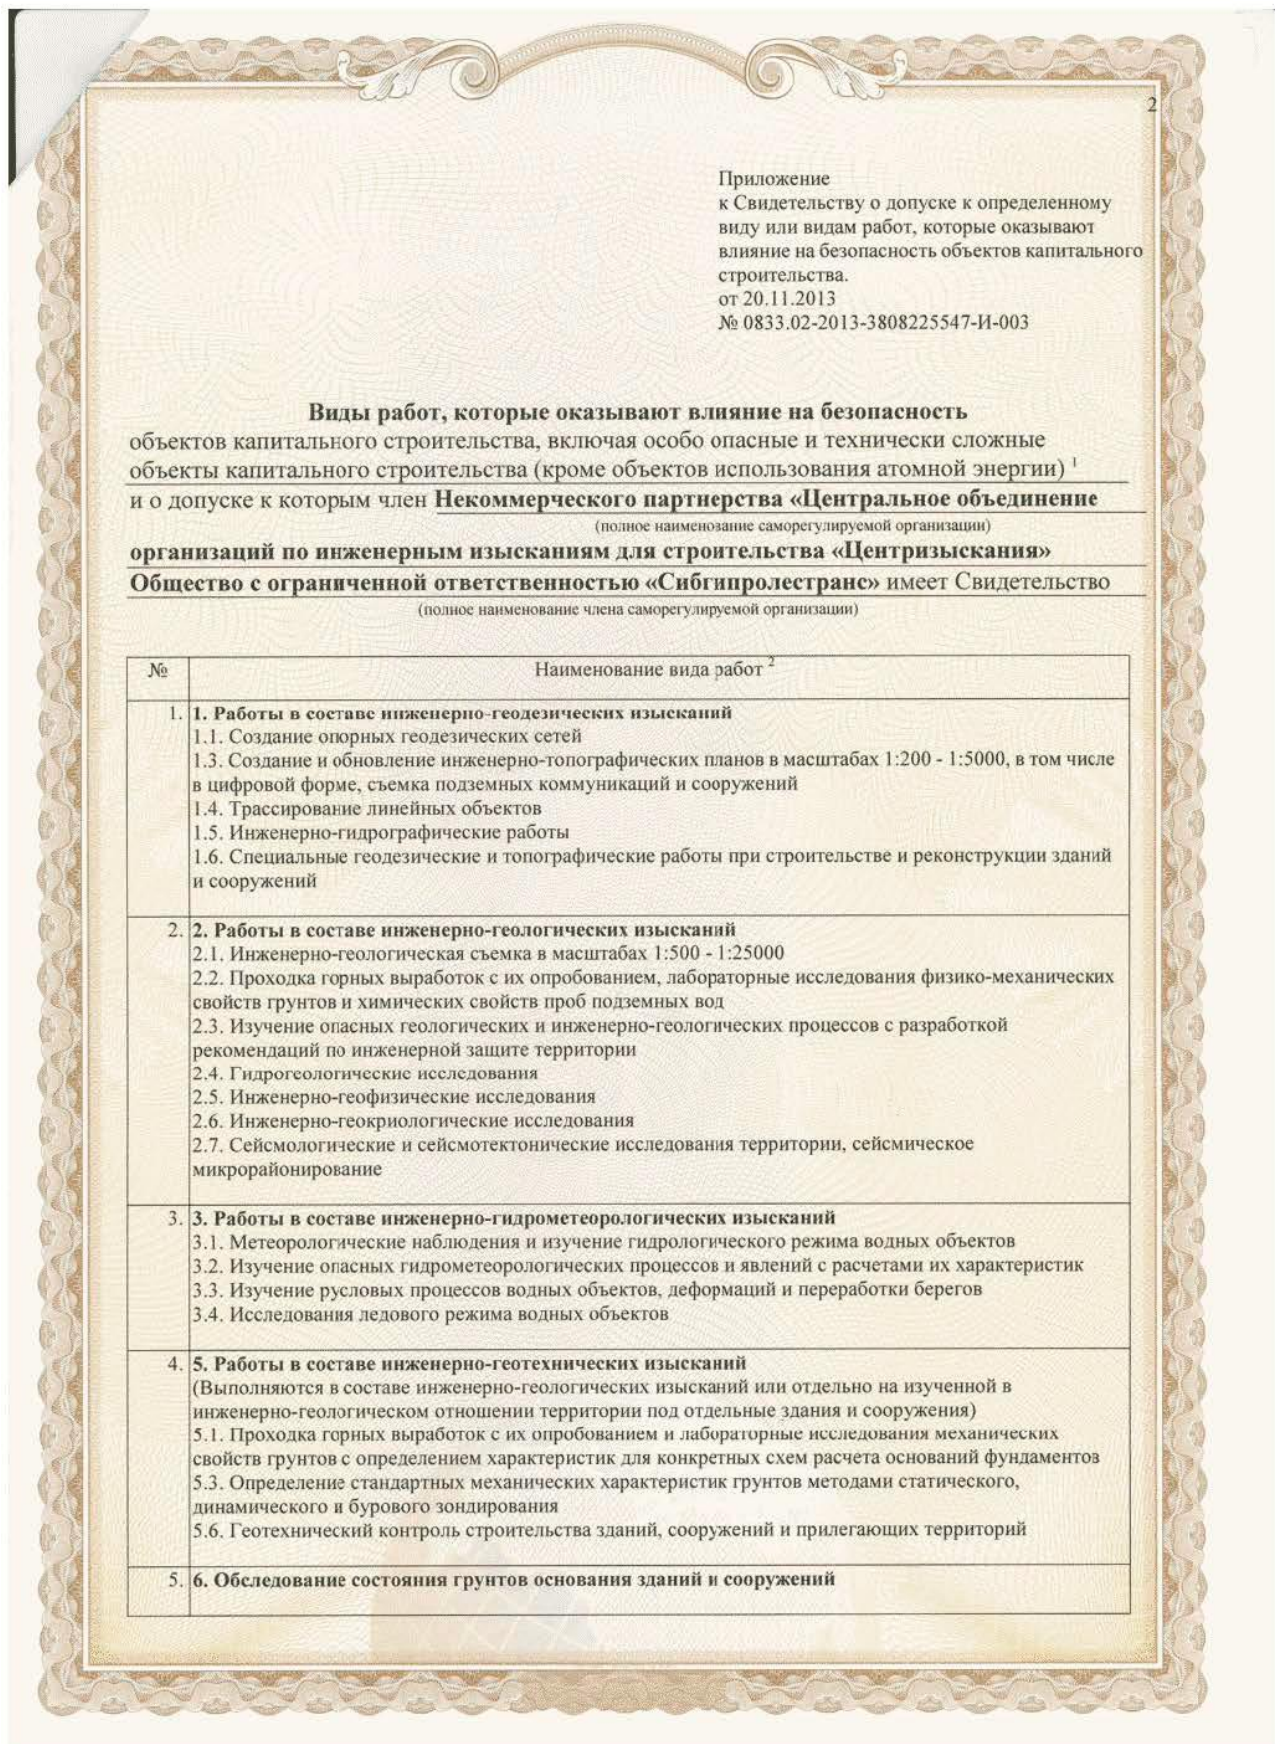 2
Приложение
к Свидетельству о допуске к определенному
виду или видам работ, которые оказывают
влияние на безопасность объектов капитального
строительства.
от 20.11.2013
№ 0833.02-2013-3808225547-И-003
Виды работ, которые оказывают влияние на безопасность
объектов капитального строительства, включая особо опасные и технически сложные
объекты капитального строительства (кроме объектов использования атомной энергии) 1
и о допуске к которым член Некоммерческого партнерства «Центральное объединение
(полное наименование саморегулируемой организации)
организаций по инженерным изысканиям для строительства «Центризыскания»
Общество с ограниченной ответственностью «Сибгипролестранс» имеет Свидетельство
(полное наименование члена саморегулируемой организации)
№ Наименование вида работ 2
1. 1. Работы в составе инженерно-геодезических изысканий
1.1. Создание опорных геодезических сетей
1.3. Создание и обновление инженерно-топографических планов в масштабах 1:200 - 1:5000, в том числе
в цифровой форме, съемка подземных коммуникаций и сооружений
1.4. Трассирование линейных объектов
1.5. Инженерно-гидрографические работы
1.6. Специальные геодезические и топографические работы при строительстве и реконструкции зданий
и сооружений
2. 2. Работы в составе инженерно-геологических изысканий
2.1. Инженерно-геологическая съемка в масштабах 1:500 - 1:25000
2.2. Проходка горных выработок с их опробованием, лабораторные исследования физико-механических
свойств грунтов и химических свойств проб подземных вод
2.3. Изучение опасных геологических и инженерно-геологических процессов с разработкой
рекомендаций по инженерной защите территории
2.4. Гидрогеологические исследования
2.5. Инженерно-геофизические исследования
2.6. Инженерно-геокриологические исследования
2.7. Сейсмологические и сейсмотектонические исследования территории, сейсмическое
микрорайонирование
3. 3. Работы в составе инженерно-гидрометеорологических изысканий
3.1. Метеорологические наблюдения и изучение гидрологического режима водных объектов
3.2. Изучение опасных гидрометеорологических процессов и явлений с расчетами их характеристик
3.3. Изучение русловых процессов водных объектов, деформаций и переработки берегов
3.4. Исследования ледового режима водных объектов
4. 5. Работы в составе инженерно-геотехнических изысканий
(Выполняются в составе инженерно-геологических изысканий или отдельно на изученной в
инженерно-геологическом отношении территории под отдельные здания и сооружения)
5.1. Проходка горных выработок с их опробованием и лабораторные исследования механических
свойств грунтов с определением характеристик для конкретных схем расчета оснований фундаментов
5.3. Определение стандартных механических характеристик грунтов методами статического,
динамического и бурового зондирования
5.6. Геотехнический контроль строительства зданий, сооружений и прилегающих территорий
5. 6. Обследование состояния грунтов основания зданий и сооружений